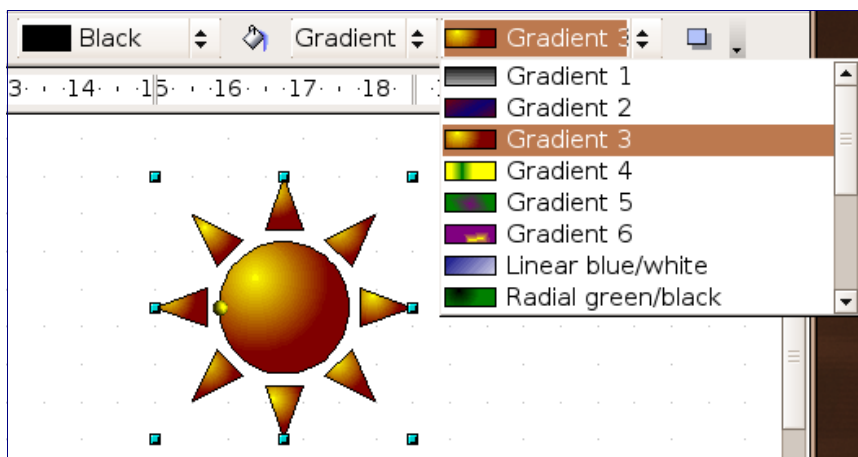 Black Gradient Gradient 3
3 14 15 16 17 18
Gradient 1
Gradient 2
Gradient 3
Gradient 4
Gradient 5
Gradient 6
Linear blue/white
Radial green/black